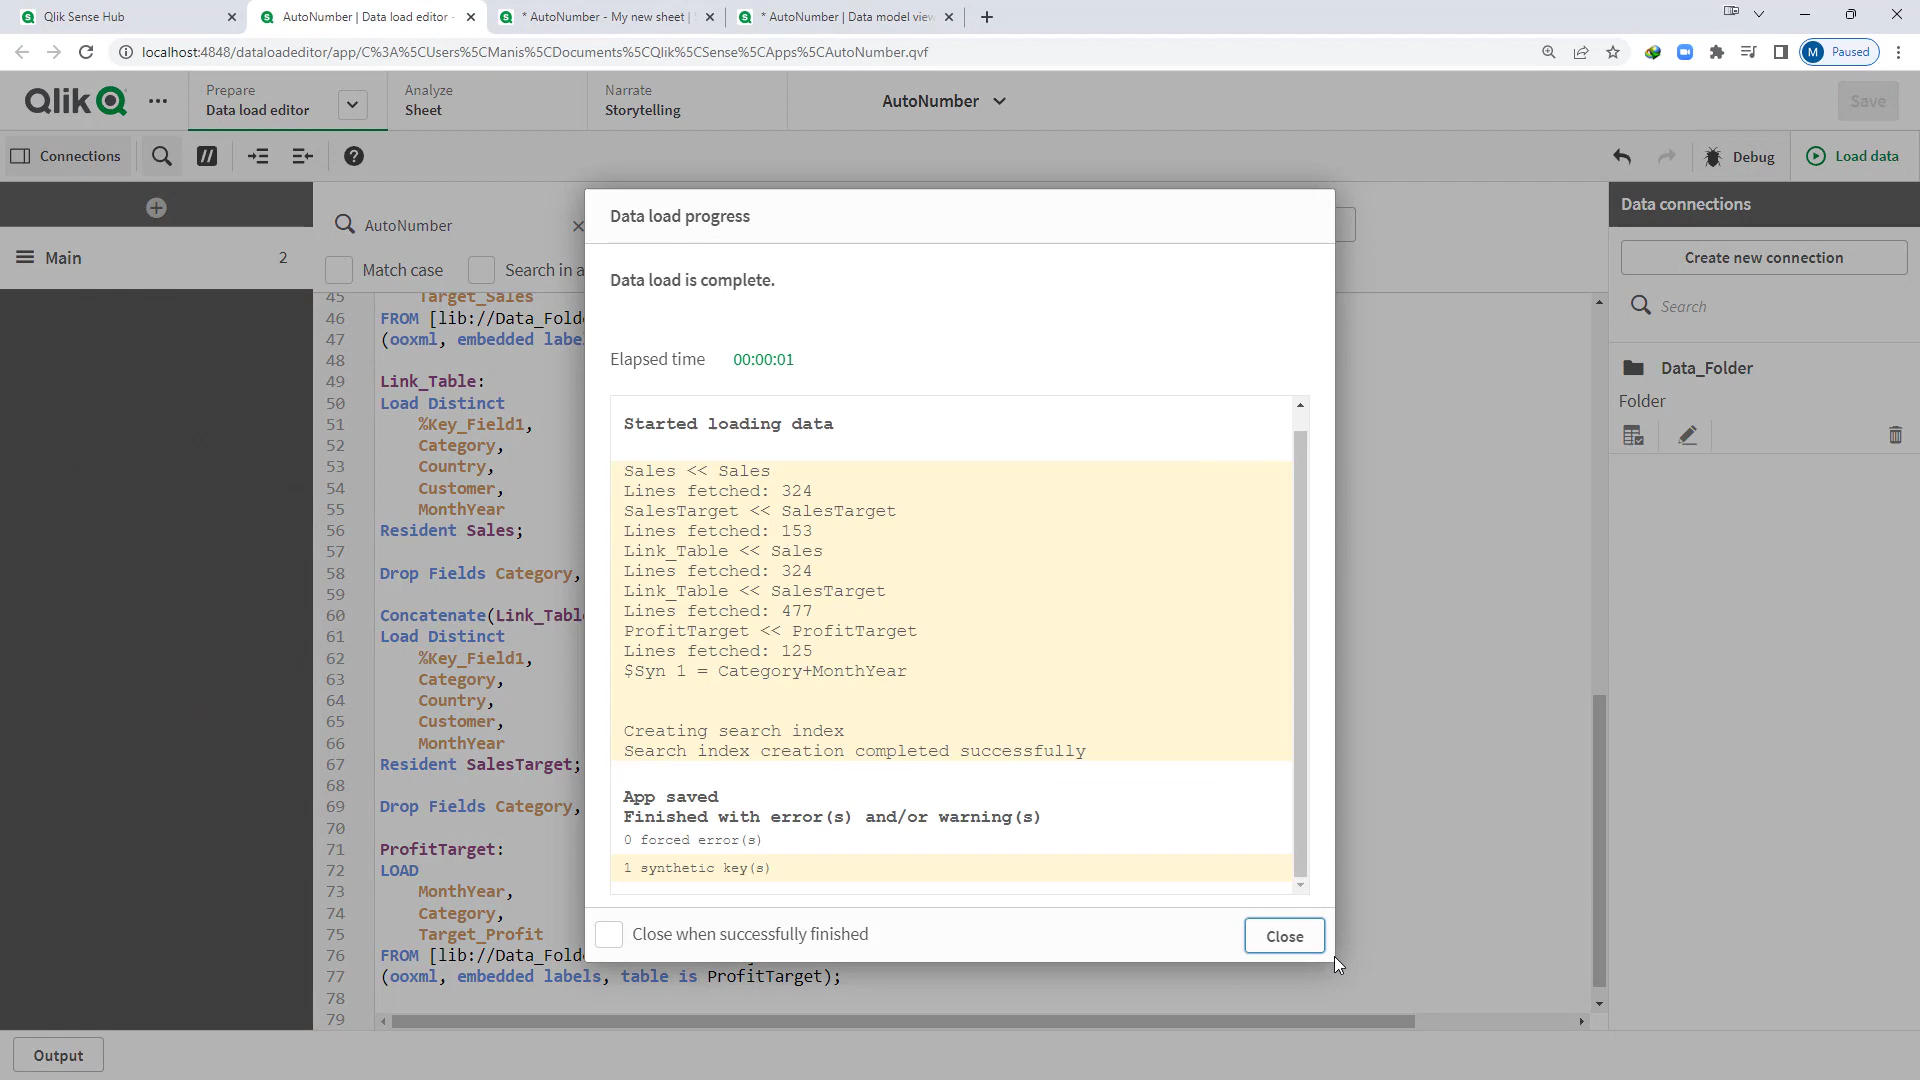 Qlik Sense Hub
AutoNumber | Data load editor -
* AutoNumber - My new sheet |
* AutoNumber | Data model view
localhost:4848/dataloadeditor/app/C%3A%5CUsers%5CManis%5CDocuments%5CQlik%5CSense%5CApps%5CAutoNumber.qvf
M Paused
Qlik
Prepare
Data load editor
Analyze
Sheet
Narrate
Storytelling
AutoNumber
Save
Connections
Debug
Load data
Main 2
AutoNumber
Match case
Search in a
45 Target_Sales
46 FROM [lib://Data_Fold
47 (ooxml, embedded labe
48
49 Link_Table:
50 Load Distinct
51 %Key_Field1,
52 Category,
53 Country,
54 Customer,
55 MonthYear
56 Resident Sales;
57
58 Drop Fields Category,
59
60 Concatenate(Link_Tabl
61 Load Distinct
62 %Key_Field1,
63 Category,
64 Country,
65 Customer,
66 MonthYear
67 Resident SalesTarget;
68
69 Drop Fields Category,
70
71 ProfitTarget:
72 LOAD
73 MonthYear,
74 Category,
75 Target_Profit
76 FROM [lib://Data_Fold
77 (ooxml, embedded labels, table is ProfitTarget);
78
79
Data load progress
Data load is complete.
Elapsed time 00:00:01
Started loading data
Sales << Sales
Lines fetched: 324
SalesTarget << SalesTarget
Lines fetched: 153
Link_Table << Sales
Lines fetched: 324
Link_Table << SalesTarget
Lines fetched: 477
ProfitTarget << ProfitTarget
Lines fetched: 125
$Syn 1 = Category+MonthYear
Creating search index
Search index creation completed successfully
App saved
Finished with error(s) and/or warning(s)
0 forced error(s)
1 synthetic key(s)
Close when successfully finished
Close
Data connections
Create new connection
Search
Data_Folder
Folder
Output